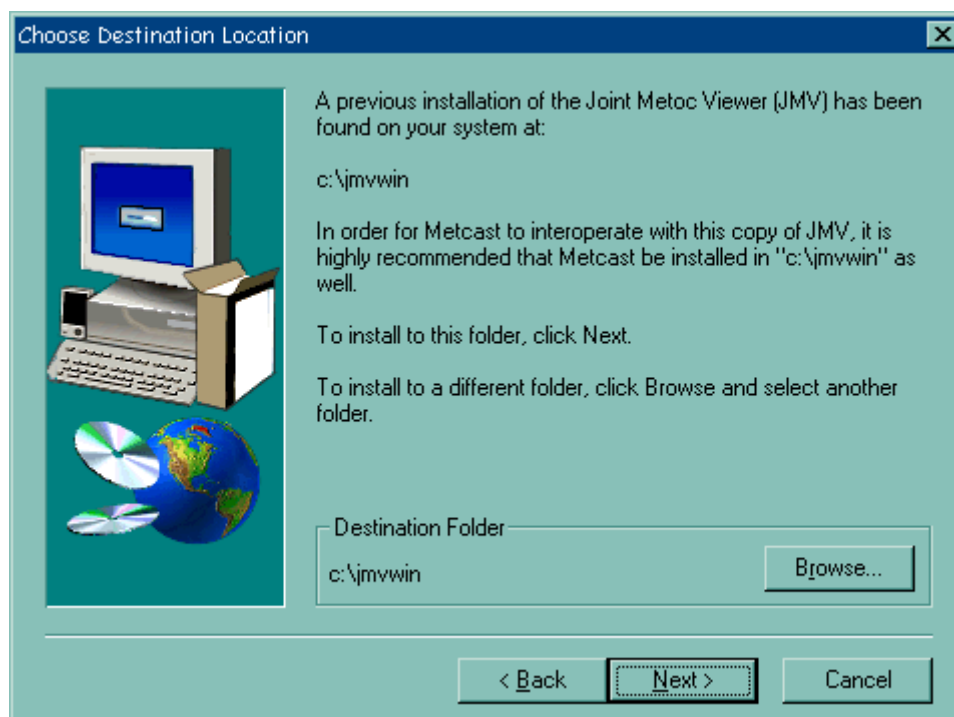 Choose Destination Location
A previous installation of the Joint Metoc Viewer (JMV) has been
found on your system at:
c:\jmvwin
In order for Metcast to interoperate with this copy of JMV, it is
highly recommended that Metcast be installed in "c:\jmvwin" as
well.
To install to this folder, click Next.
To install to a different folder, click Browse and select another
folder.
Destination Folder
c:\jmvwin
Browse...
< Back
Next >
Cancel